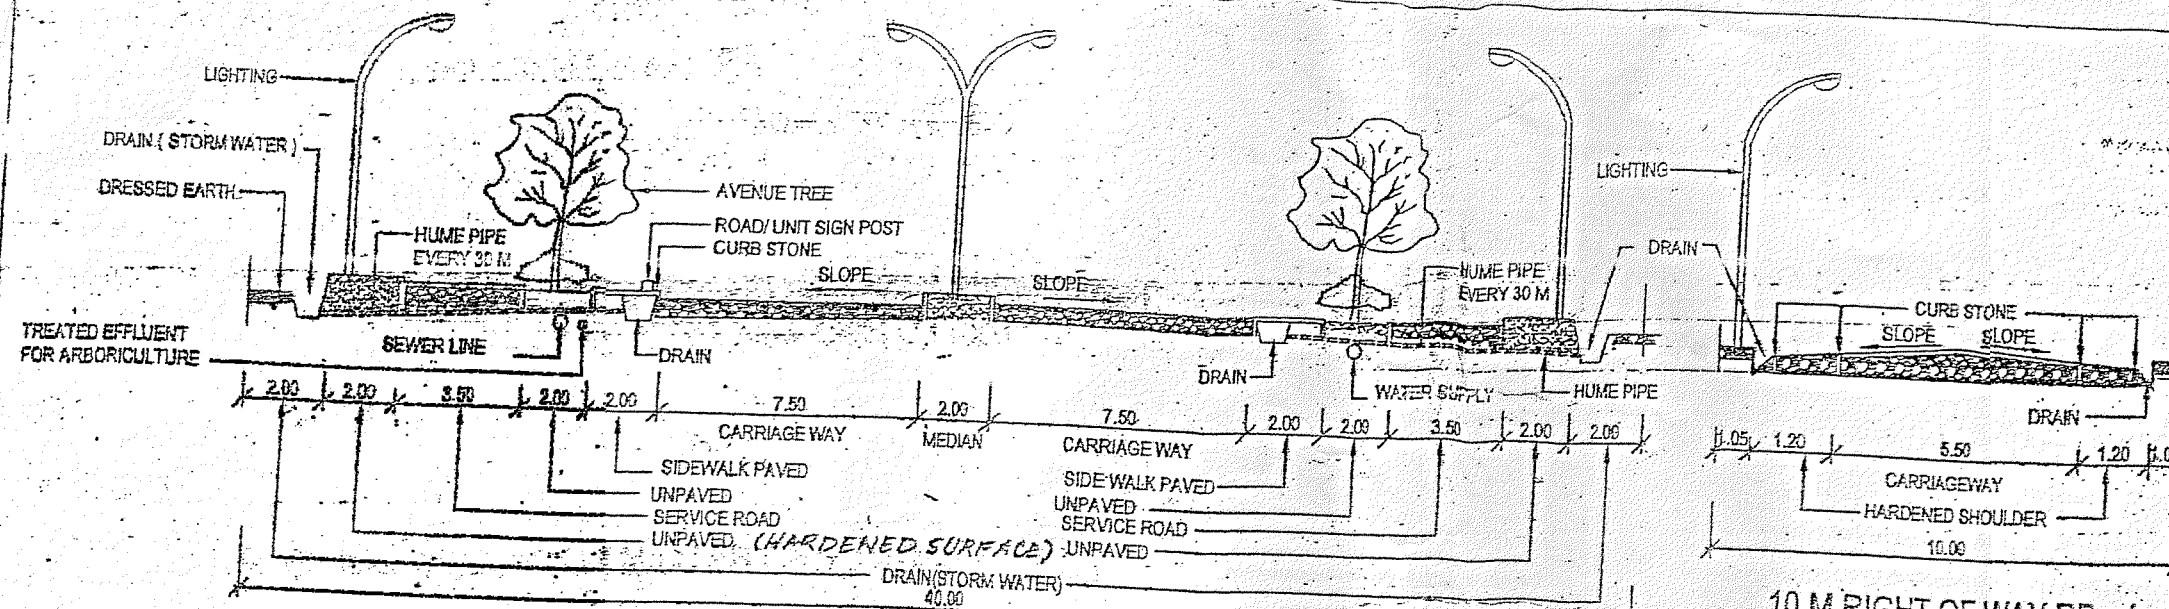 LIGHTING
DRAIN ( STORM WATER )
DRESSED EARTH
HUME PIPE
EVERY 30 M
AVENUE TREE
ROAD/ UNIT SIGN POST
CURB STONE
SLOPE
SLOPE
HUME PIPE
EVERY 30 M
LIGHTING
DRAIN
CURB STONE
SLOPE SLOPE
TREATED EFFLUENT
FOR ARBORICULTURE
SEWER LINE
DRAIN
DRAIN
WATER SUPPLY
HUME PIPE
DRAIN
2.00 2.00 3.50 2.00 2.00 7.50 2.00 7.50 2.00 2.00 3.50 2.00 2.00
CARRIAGE WAY
MEDIAN
CARRIAGE WAY
1.05 1.20 5.50 1.20
CARRIAGEWAY
SIDEWALK PAVED
UNPAVED
SERVICE ROAD
UNPAVED (HARDENED SURFACE)
SIDE WALK PAVED
UNPAVED
SERVICE ROAD
UNPAVED
HARDENED SHOULDER
10.00
DRAIN(STORM WATER)
40.00
10 M RIGHT OF WAY